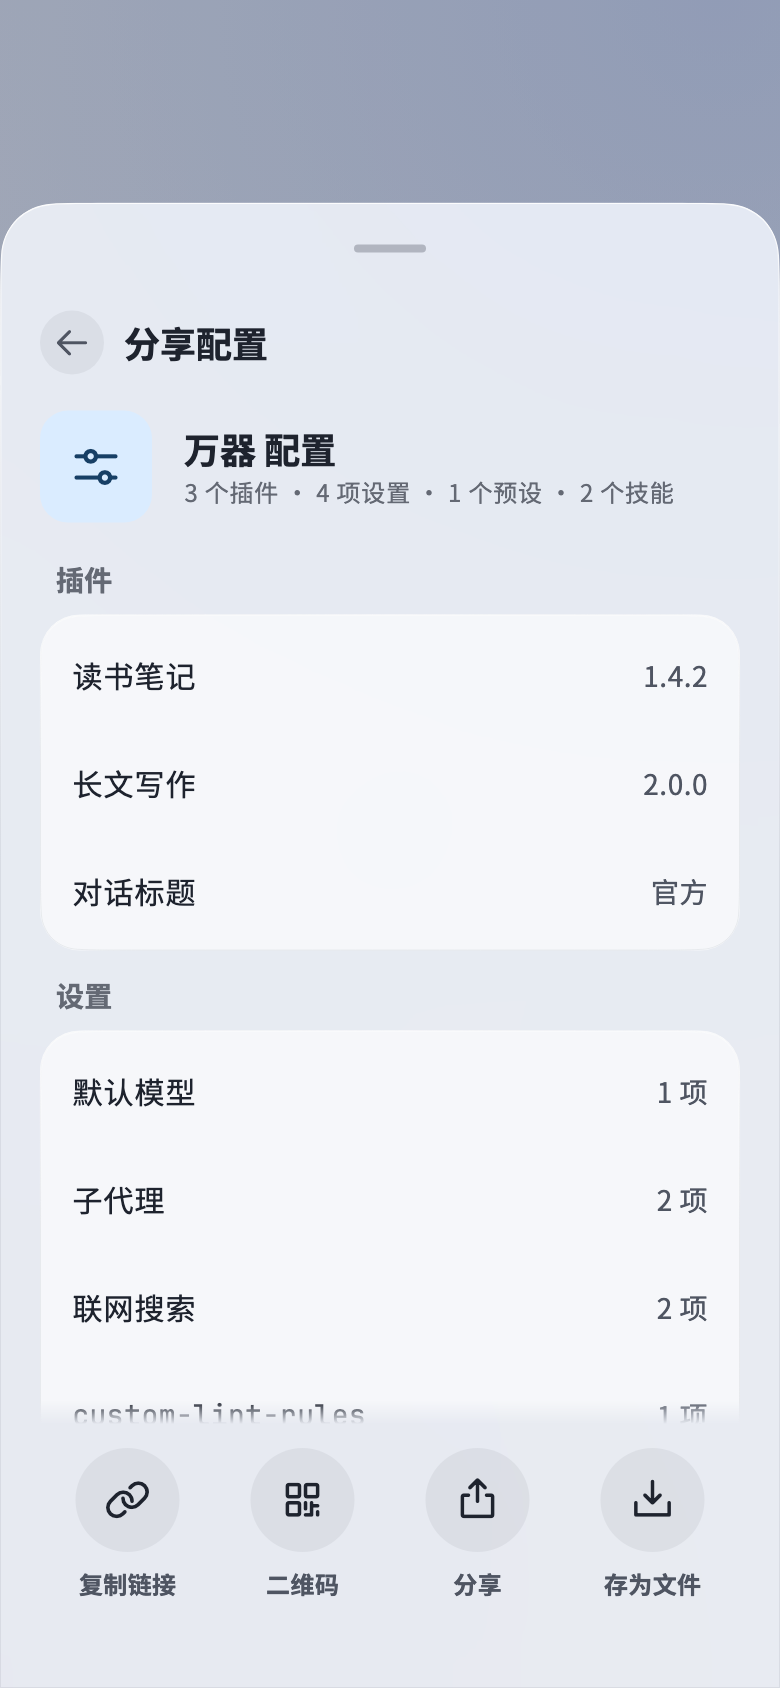 分享配置
万器 配置
3 个插件 · 4 项设置 · 1 个预设 · 2 个技能
插件
读书笔记 1.4.2
长文写作 2.0.0
对话标题 官方
设置
默认模型 1 项
子代理 2 项
联网搜索 2 项
custom-lint-rules 1 项
复制链接 二维码 分享 存为文件